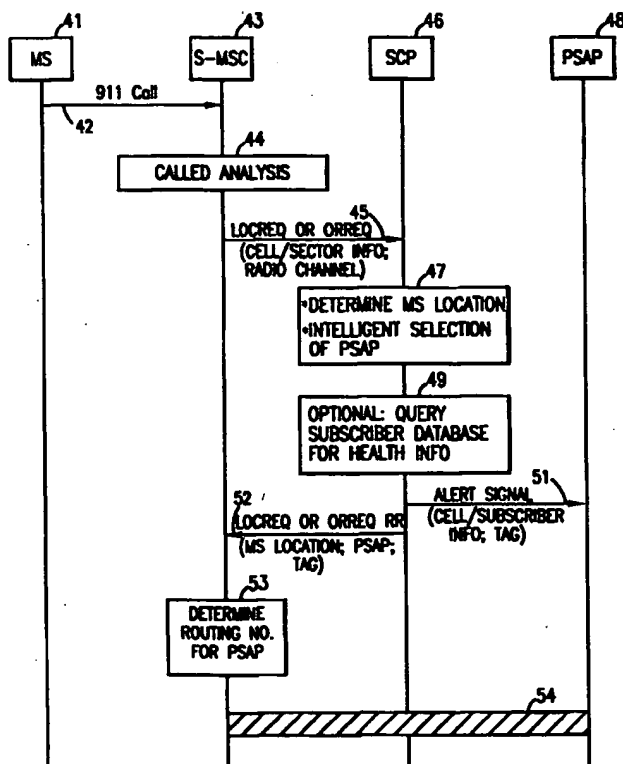 41
43
46
48
MS
S-MSC
SCP
PSAP
911 Call
42
44
CALLED ANALYSIS
45
LOCREQ OR ORREQ
(CELL/SECTOR INFO;
RADIO CHANNEL)
47
*DETERMINE MS LOCATION
*INTELLIGENT SELECTION
OF PSAP
49
OPTIONAL: QUERY
SUBSCRIBER DATABASE
FOR HEALTH INFO
51
ALERT SIGNAL
(CELL/SUBSCRIBER
INFO; TAG)
52
LOCREQ OR ORREQ RR
(MS LOCATION; PSAP;
TAG)
53
DETERMINE
ROUTING NO.
FOR PSAP
54